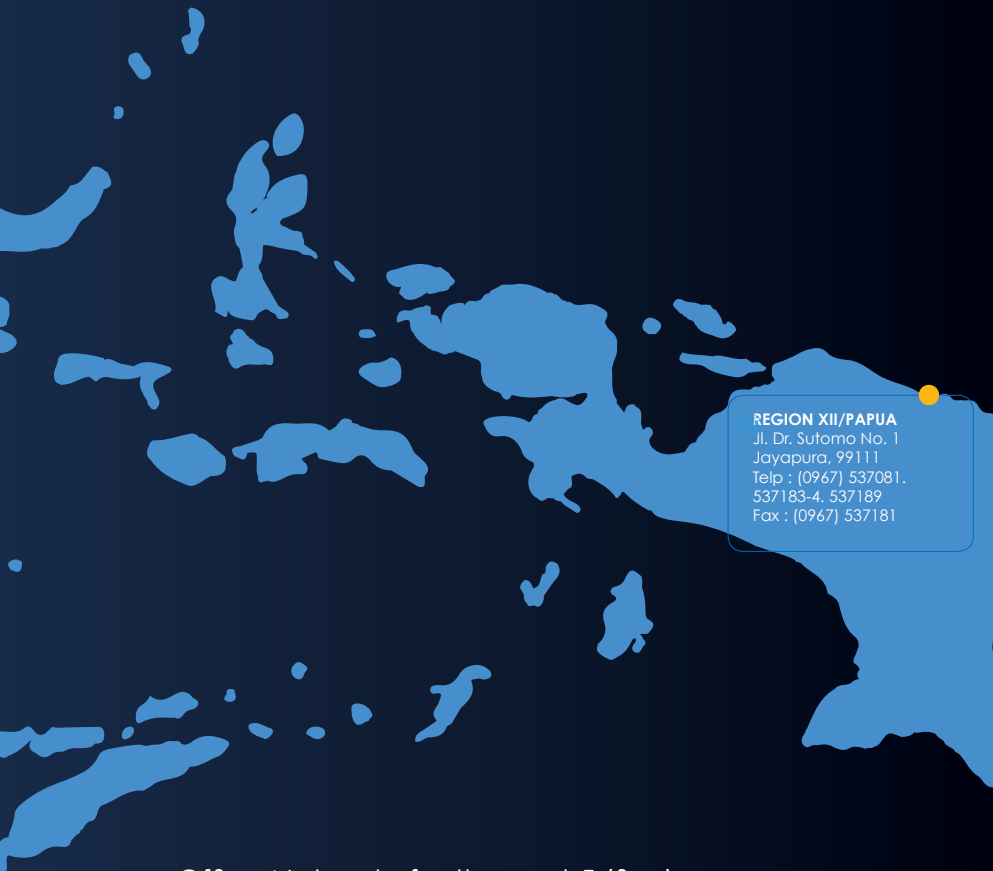 REGION XII/PAPUA
Jl. Dr. Sutomo No. 1
Jayapura, 99111
Telp : (0967) 537081.
537183-4. 537189
Fax : (0967) 537181